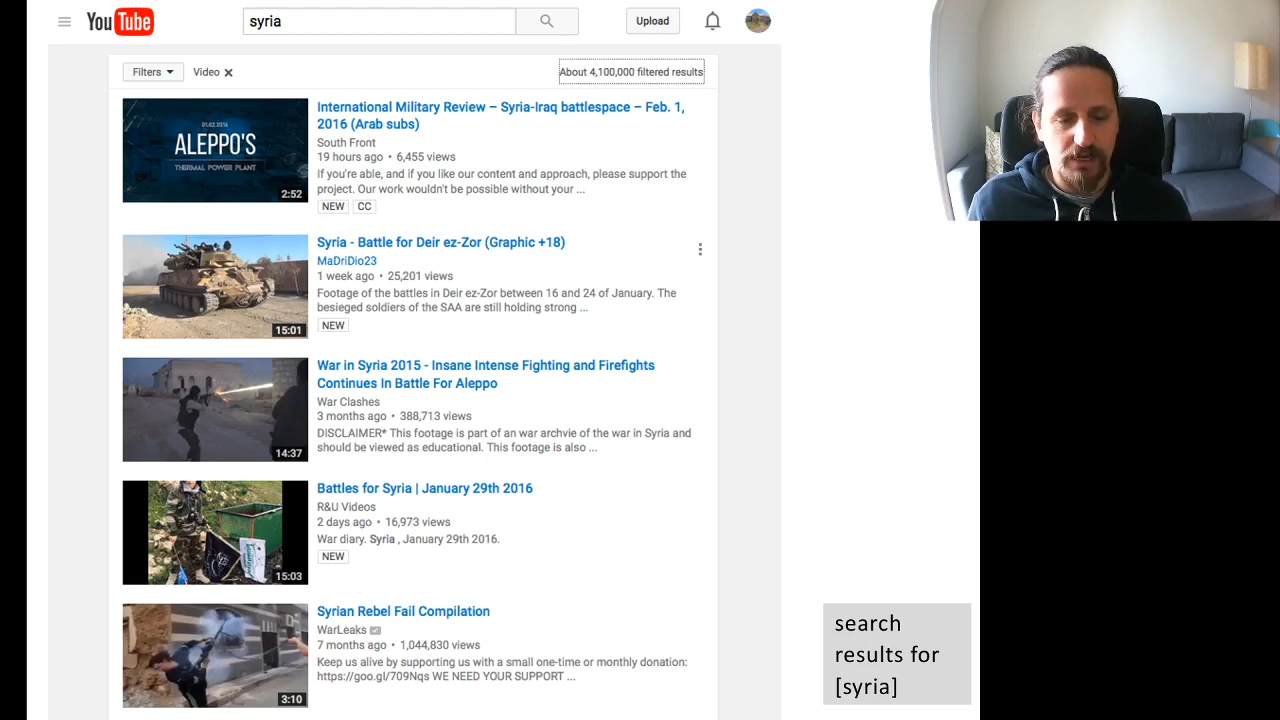 YouTube
syria
Upload
Filters
Video
About 4,100,000 filtered results
01.02.2016
ALEPPO'S
THERMAL POWER PLANT
2:52
International Military Review – Syria-Iraq battlespace – Feb. 1,
2016 (Arab subs)
South Front
19 hours ago • 6,455 views
If you're able, and if you like our content and approach, please support the
project. Our work wouldn't be possible without your ...
NEW CC
15:01
Syria - Battle for Deir ez-Zor (Graphic +18)
MaDriDio23
1 week ago • 25,201 views
Footage of the battles in Deir ez-Zor between 16 and 24 of January. The
besieged soldiers of the SAA are still holding strong ...
NEW
14:37
War in Syria 2015 - Insane Intense Fighting and Firefights
Continues In Battle For Aleppo
War Clashes
3 months ago • 388,713 views
DISCLAIMER* This footage is part of an war archvie of the war in Syria and
should be viewed as educational. This footage is also ...
15:03
Battles for Syria | January 29th 2016
R&U Videos
2 days ago • 16,973 views
War diary. Syria , January 29th 2016.
NEW
3:10
Syrian Rebel Fail Compilation
WarLeaks
7 months ago • 1,044,830 views
Keep us alive by supporting us with a small one-time or monthly donation:
https://goo.gl/709Nqs WE NEED YOUR SUPPORT ...
search
results for
[syria]